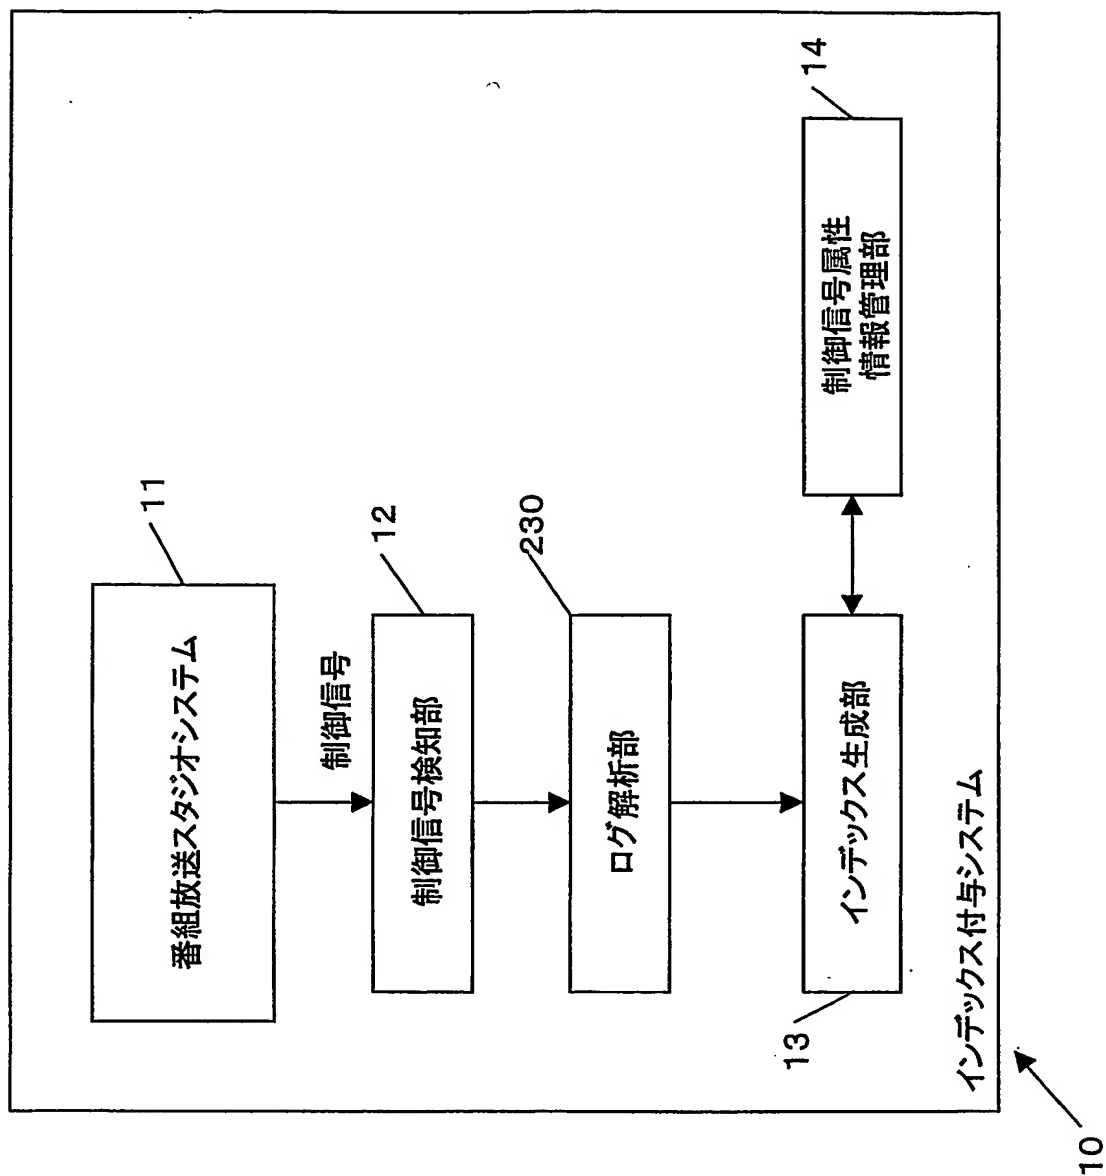 番組放送スタジオシステム
11
制御信号
制御信号検知部
12
ログ解析部
230
インデックス生成部
13
制御信号属性
情報管理部
14
インデックス付与システム
10